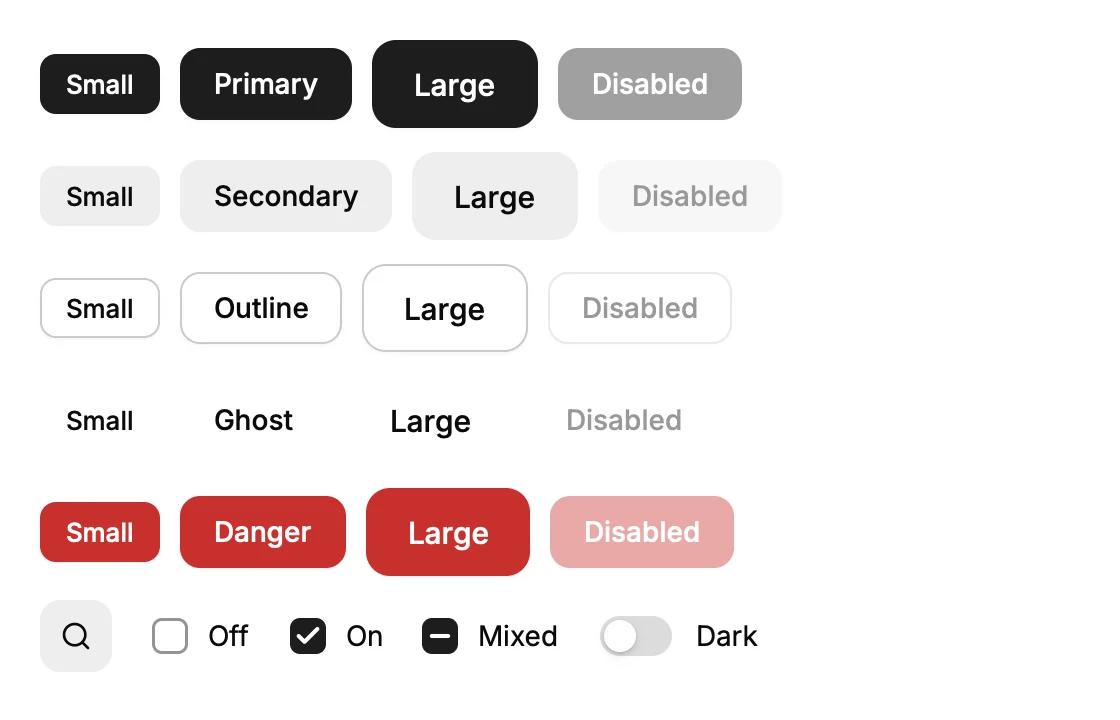 Small Primary Large Disabled
Small Secondary Large Disabled
Small Outline Large Disabled
Small Ghost Large Disabled
Small Danger Large Disabled
Off On Mixed Dark